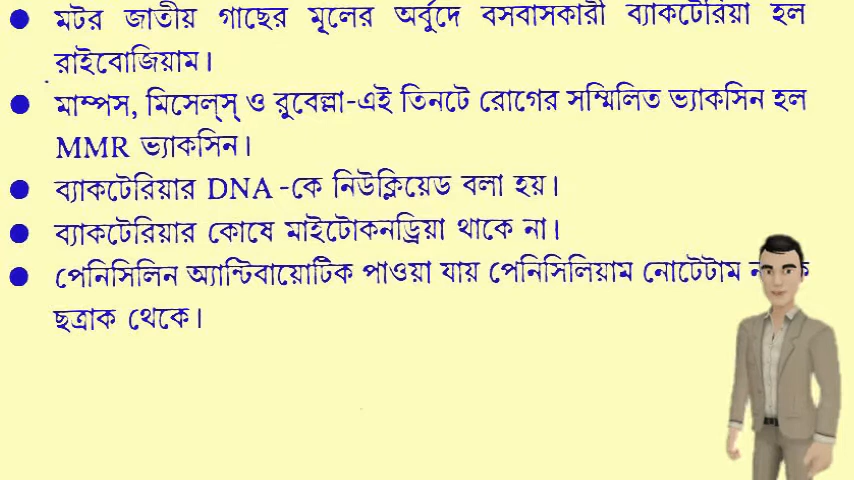 ● মটর জাতীয় গাছের মূলের অর্বুদে বসবাসকারী ব্যাকটেরিয়া হল
রাইবোজিয়াম।
● মাম্পস, মিসেল্স্ ও রুবেল্লা-এই তিনটে রোগের সম্মিলিত ভ্যাকসিন হল
MMR ভ্যাকসিন।
● ব্যাকটেরিয়ার DNA -কে নিউক্লিয়েড বলা হয়।
● ব্যাকটেরিয়ার কোষে মাইটোকনড্রিয়া থাকে না।
● পেনিসিলিন অ্যান্টিবায়োটিক পাওয়া যায় পেনিসিলিয়াম নোটেটাম
ছত্রাক থেকে।